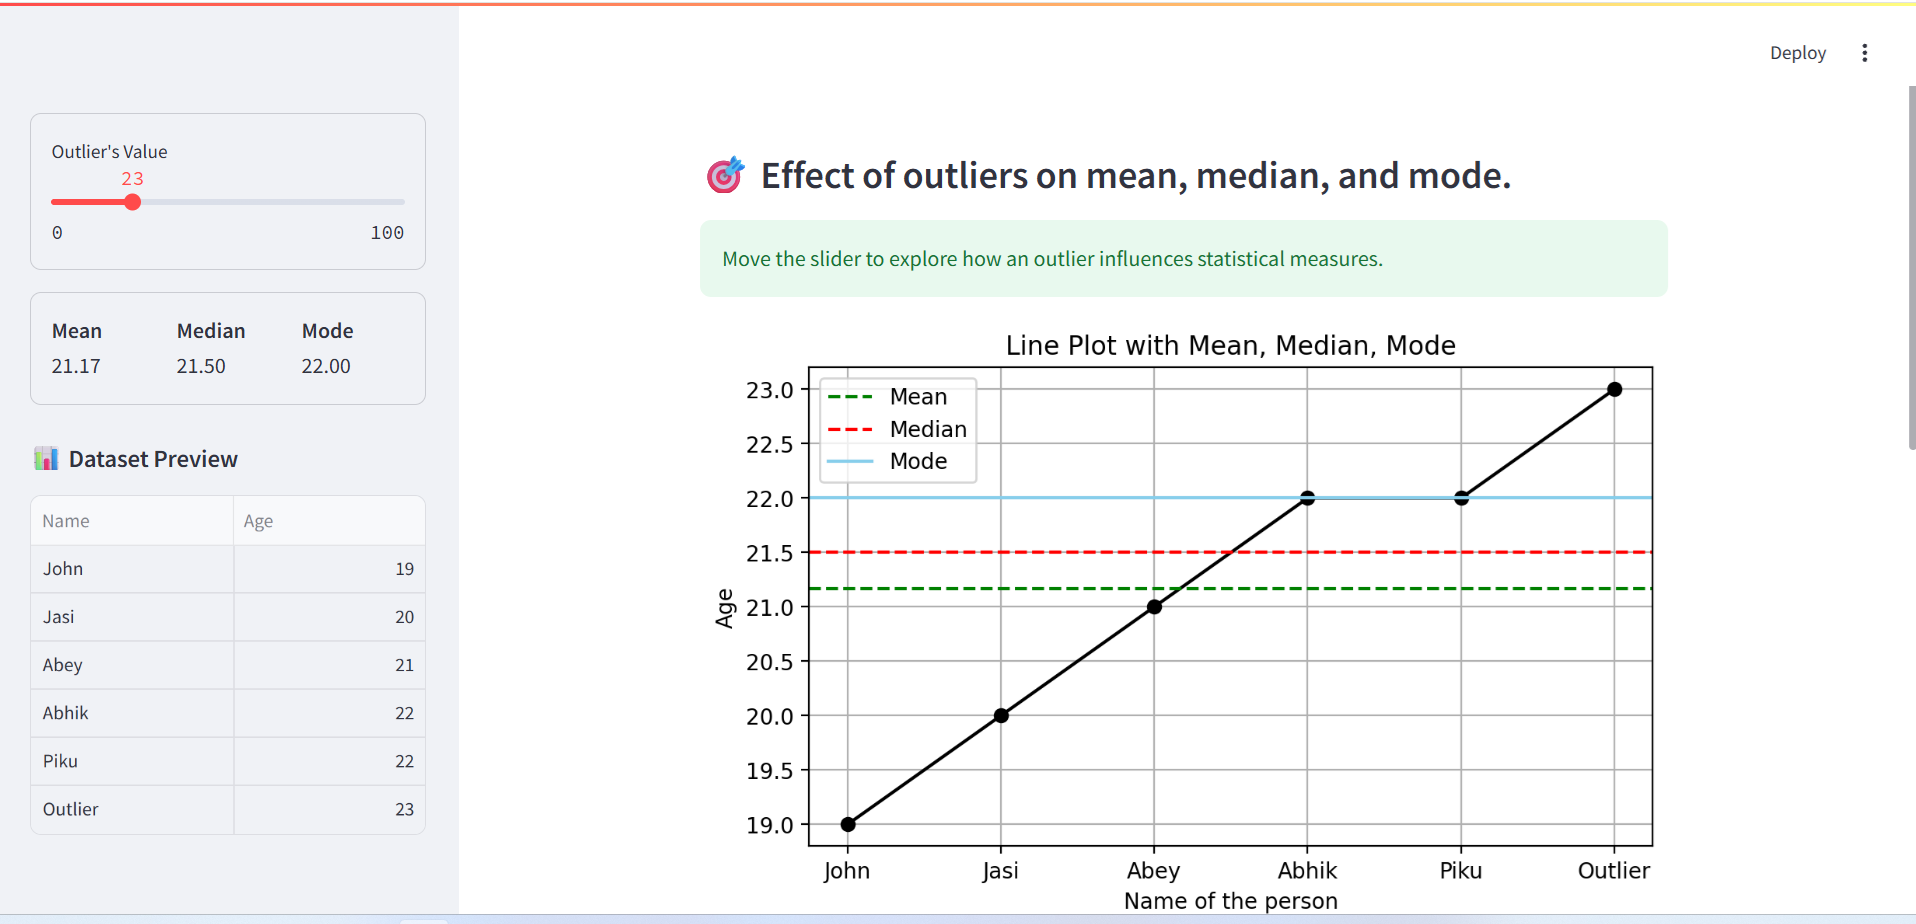 Deploy
Outlier's Value
23
0 100
Mean Median Mode
21.17 21.50 22.00
Dataset Preview
Name Age
John 19
Jasi 20
Abey 21
Abhik 22
Piku 22
Outlier 23
Effect of outliers on mean, median, and mode.
Move the slider to explore how an outlier influences statistical measures.
Line Plot with Mean, Median, Mode
Mean
Median
Mode
Age
23.0
22.5
22.0
21.5
21.0
20.5
20.0
19.5
19.0
John Jasi Abey Abhik Piku Outlier
Name of the person